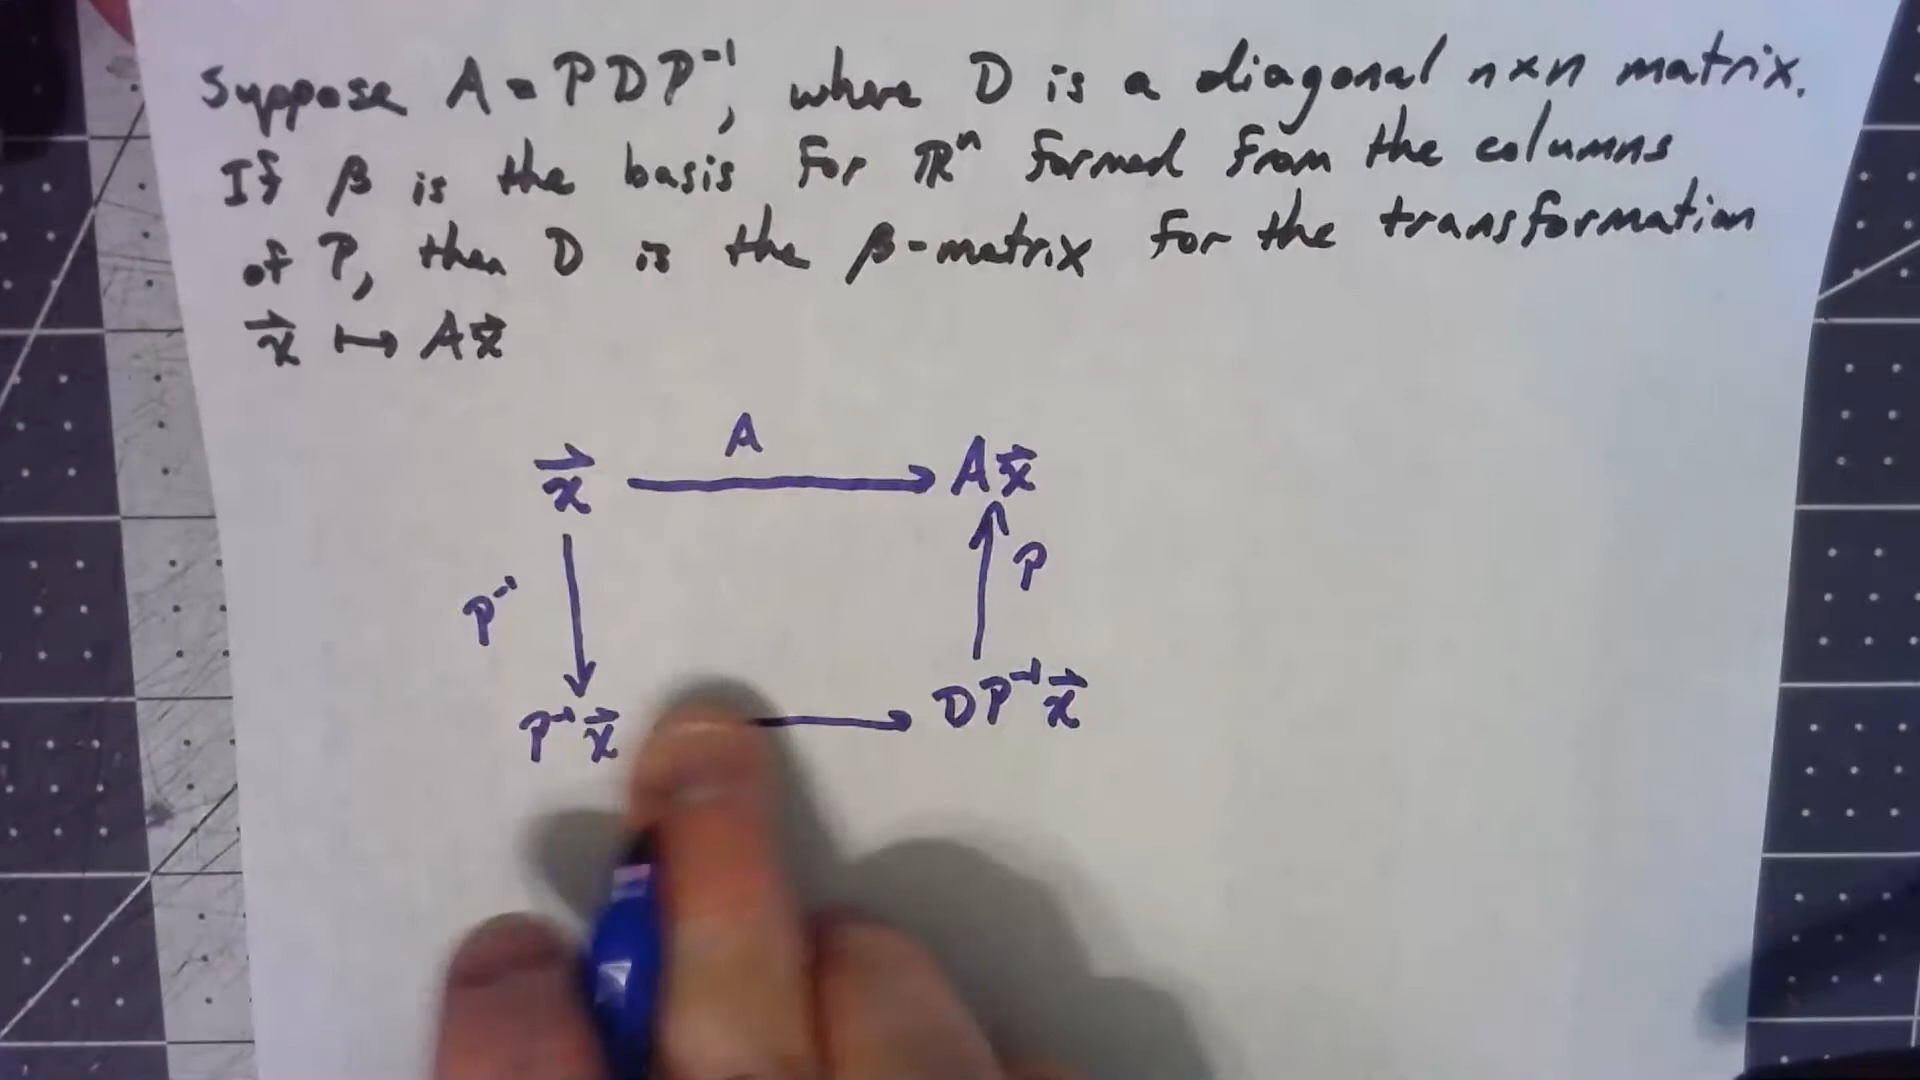 Suppose A = PDP⁻¹, where D is a diagonal n×n matrix.
If β is the basis for ℝⁿ formed from the columns
of P, then D is the β-matrix for the transformation
x⃗ ↦ Ax⃗
A
x⃗ → Ax⃗
P⁻¹ P
P⁻¹x⃗ → DP⁻¹x⃗